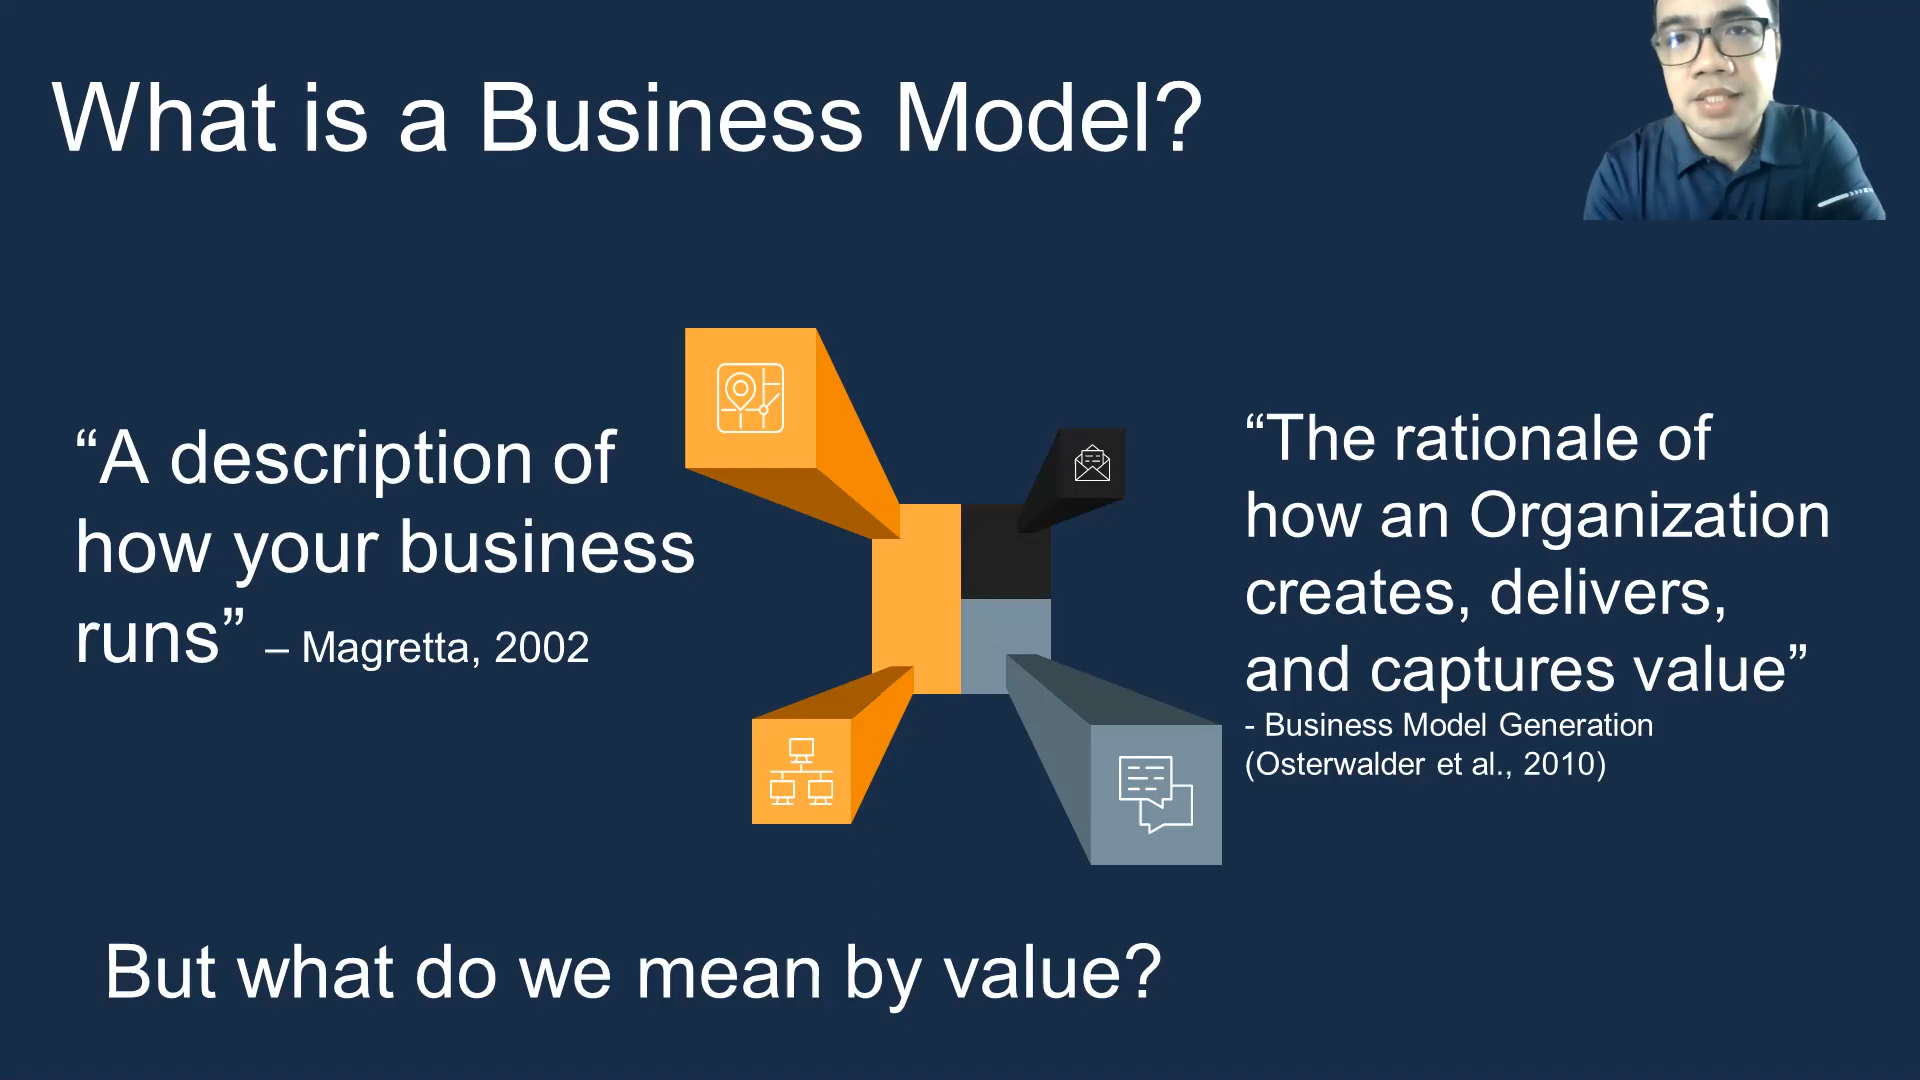 What is a Business Model?
“A description of
how your business
runs” – Magretta, 2002
“The rationale of
how an Organization
creates, delivers,
and captures value”
- Business Model Generation
(Osterwalder et al., 2010)
But what do we mean by value?